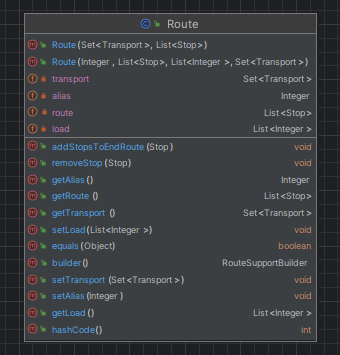 Route
Route(Set<Transport>, List<Stop>)
Route(Integer, List<Stop>, List<Integer>, Set<Transport>)
transport Set<Transport>
alias Integer
route List<Stop>
load List<Integer>
addStopsToEndRoute(Stop) void
removeStop(Stop) void
getAlias() Integer
getRoute() List<Stop>
getTransport() Set<Transport>
setLoad(List<Integer>) void
equals(Object) boolean
builder() RouteSupportBuilder
setTransport(Set<Transport>) void
setAlias(Integer) void
getLoad() List<Integer>
hashCode() int